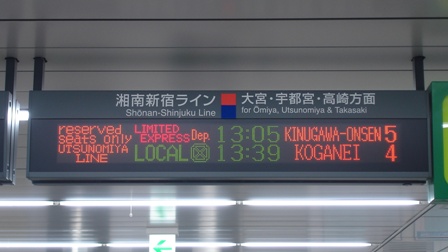 湘南新宿ライン 大宮・宇都宮・高崎方面
Shōnan-Shinjuku Line for Ōmiya, Utsunomiya & Takasaki
reserved seats only LIMITED EXPRESS Dep. 13:05 KINUGAWA-ONSEN 5
UTSUNOMIYA LINE LOCAL 13:39 KOGANEI 4